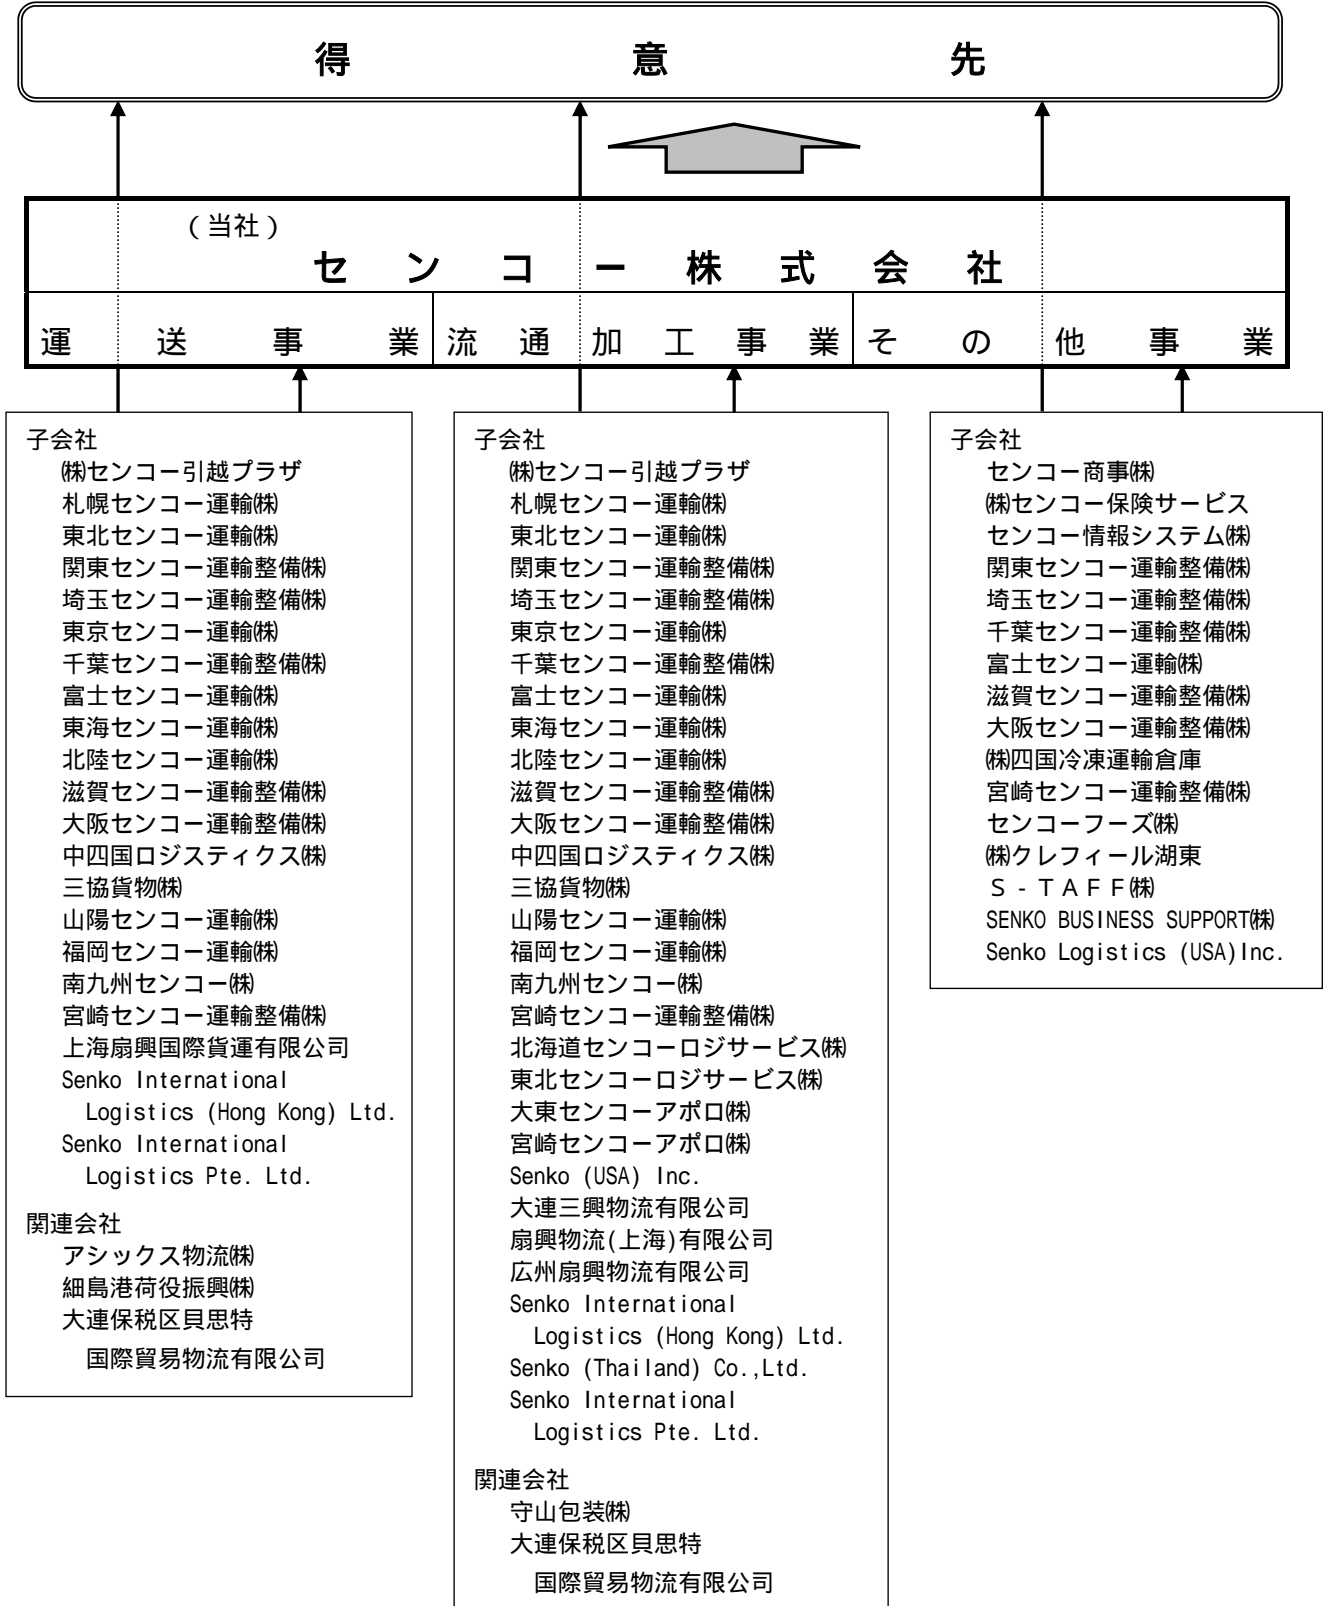 得意先
(当社)
センコー株式会社
運送事業 流通加工事業 その他事業
子会社
㈱センコー引越プラザ
札幌センコー運輸㈱
東北センコー運輸㈱
関東センコー運輸整備㈱
埼玉センコー運輸整備㈱
東京センコー運輸㈱
千葉センコー運輸整備㈱
富士センコー運輸㈱
東海センコー運輸㈱
北陸センコー運輸㈱
滋賀センコー運輸整備㈱
大阪センコー運輸整備㈱
中四国ロジスティクス㈱
三協貨物㈱
山陽センコー運輸㈱
福岡センコー運輸㈱
南九州センコー㈱
宮崎センコー運輸整備㈱
上海扇興国際貨運有限公司
Senko International
Logistics (Hong Kong) Ltd.
Senko International
Logistics Pte. Ltd.
関連会社
アシックス物流㈱
細島港荷役振興㈱
大連保税区貝思特
国際貿易物流有限公司
子会社
㈱センコー引越プラザ
札幌センコー運輸㈱
東北センコー運輸㈱
関東センコー運輸整備㈱
埼玉センコー運輸整備㈱
東京センコー運輸㈱
千葉センコー運輸整備㈱
富士センコー運輸㈱
東海センコー運輸㈱
北陸センコー運輸㈱
滋賀センコー運輸整備㈱
大阪センコー運輸整備㈱
中四国ロジスティクス㈱
三協貨物㈱
山陽センコー運輸㈱
福岡センコー運輸㈱
南九州センコー㈱
宮崎センコー運輸整備㈱
北海道センコーロジサービス㈱
東北センコーロジサービス㈱
大東センコーアポロ㈱
宮崎センコーアポロ㈱
Senko (USA) Inc.
大連三興物流有限公司
扇興物流(上海)有限公司
広州扇興物流有限公司
Senko International
Logistics (Hong Kong) Ltd.
Senko (Thailand) Co.,Ltd.
Senko International
Logistics Pte. Ltd.
関連会社
守山包装㈱
大連保税区貝思特
国際貿易物流有限公司
子会社
センコー商事㈱
㈱センコー保険サービス
センコー情報システム㈱
関東センコー運輸整備㈱
埼玉センコー運輸整備㈱
千葉センコー運輸整備㈱
富士センコー運輸㈱
滋賀センコー運輸整備㈱
大阪センコー運輸整備㈱
㈱四国冷凍運輸倉庫
宮崎センコー運輸整備㈱
センコーフーズ㈱
㈱クレフィール湖東
S-TAFF㈱
SENKO BUSINESS SUPPORT㈱
Senko Logistics (USA)Inc.